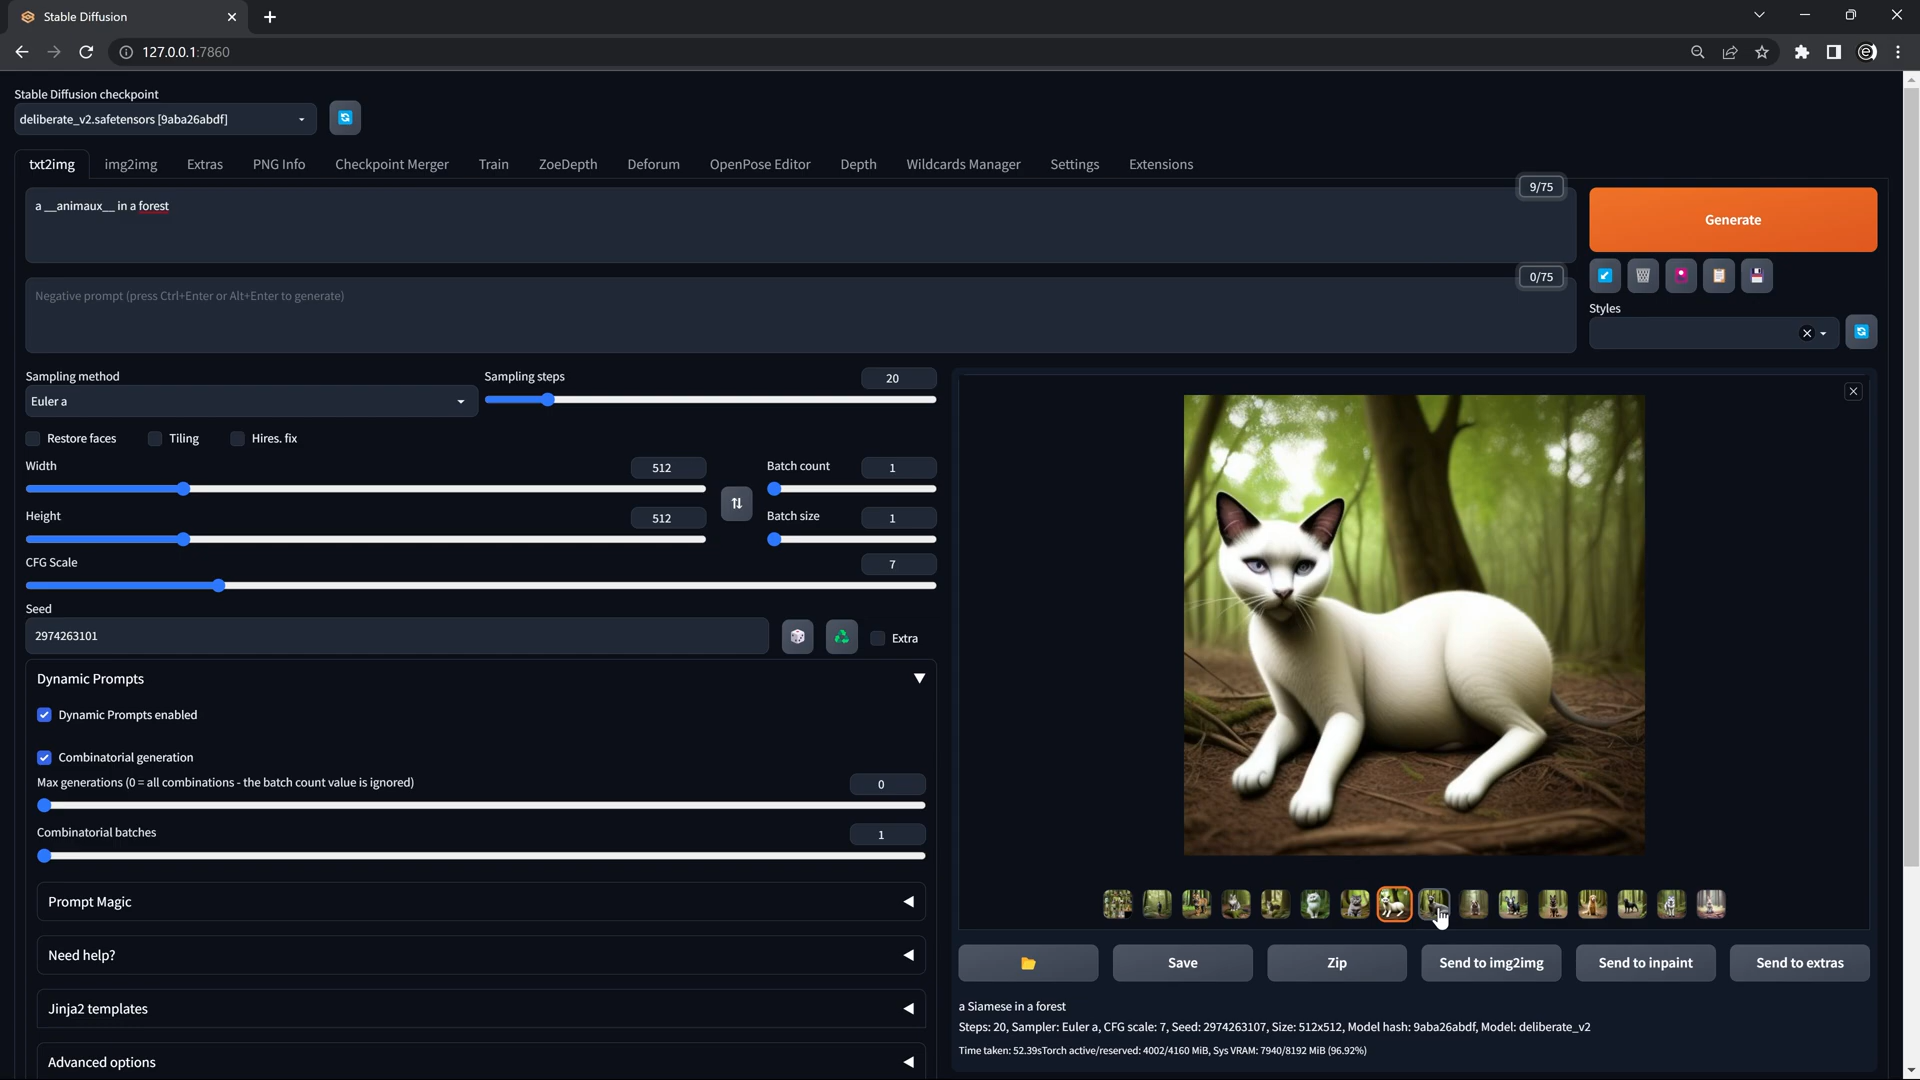 Stable Diffusion
127.0.0.1:7860
Stable Diffusion checkpoint
deliberate_v2.safetensors [9aba26abdf]
txt2img img2img Extras PNG Info Checkpoint Merger Train ZoeDepth Deforum OpenPose Editor Depth Wildcards Manager Settings Extensions
9/75
a __animaux__ in a forest
Generate
0/75
Negative prompt (press Ctrl+Enter or Alt+Enter to generate)
Styles
Sampling method
Euler a
Sampling steps
20
Restore faces Tiling Hires. fix
Width
512
Batch count
1
Height
512
Batch size
1
CFG Scale
7
Seed
2974263101
Extra
Dynamic Prompts
Dynamic Prompts enabled
Combinatorial generation
Max generations (0 = all combinations - the batch count value is ignored)
0
Combinatorial batches
1
Prompt Magic
Need help?
Jinja2 templates
Advanced options
Save Zip Send to img2img Send to inpaint Send to extras
a Siamese in a forest
Steps: 20, Sampler: Euler a, CFG scale: 7, Seed: 2974263107, Size: 512x512, Model hash: 9aba26abdf, Model: deliberate_v2
Time taken: 52.39sTorch active/reserved: 4002/4160 MiB, Sys VRAM: 7940/8192 MiB (96.92%)